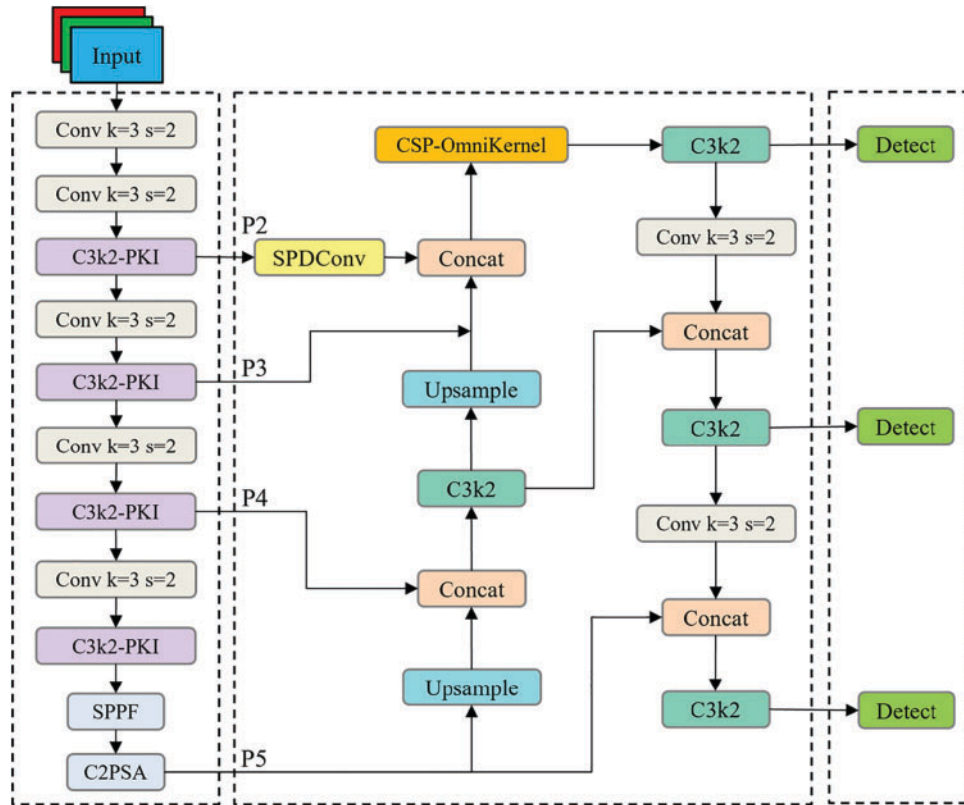 Input
Conv k=3 s=2
Conv k=3 s=2
C3k2-PKI
Conv k=3 s=2
C3k2-PKI
Conv k=3 s=2
C3k2-PKI
Conv k=3 s=2
C3k2-PKI
SPPF
C2PSA
P2
P3
P4
P5
SPDConv
CSP-OmniKernel
Concat
Upsample
C3k2
Concat
Upsample
C3k2
Conv k=3 s=2
Concat
C3k2
Conv k=3 s=2
Concat
C3k2
Detect
Detect
Detect